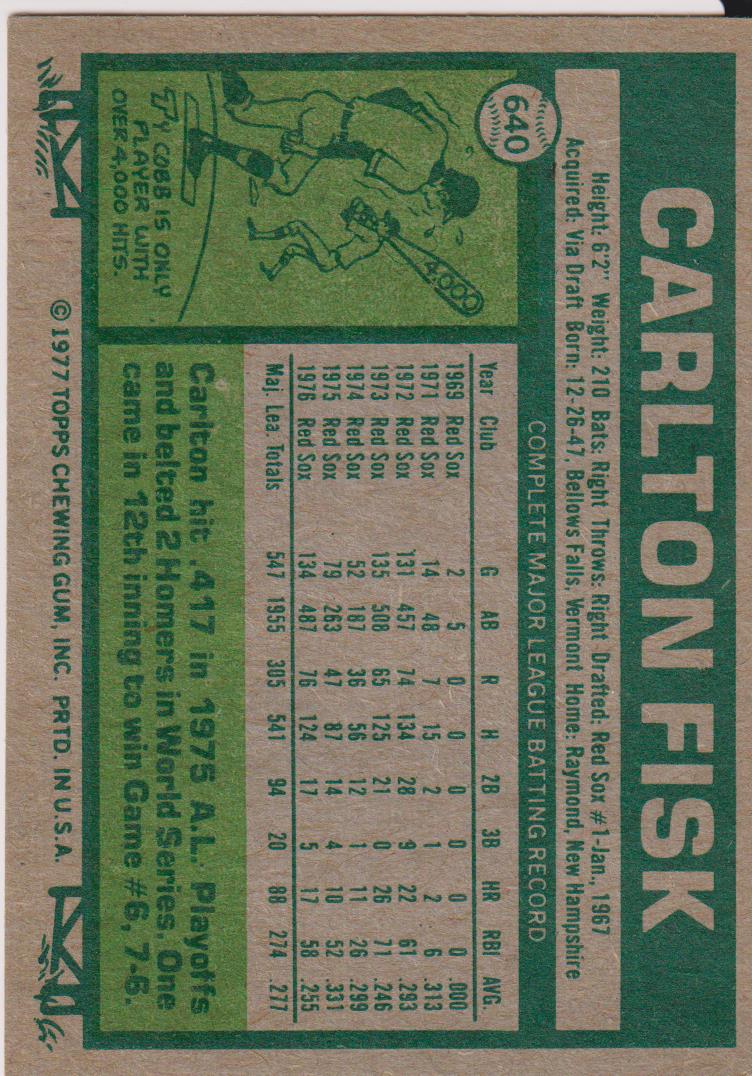 CARLTON FISK
640
Height: 6'2" Weight: 210 Bats: Right Throws: Right Drafted: Red Sox #1-Jan., 1967
Acquired: Via Draft Born: 12-26-47, Bellows Falls, Vermont Home: Raymond, New Hampshire
COMPLETE MAJOR LEAGUE BATTING RECORD
Year Club G AB R H 2B 3B HR RBI AVG.
1969 Red Sox 2 5 0 0 0 0 0 0 .000
1971 Red Sox 14 48 7 15 2 1 2 6 .313
1972 Red Sox 131 457 74 134 28 9 22 61 .293
1973 Red Sox 135 508 65 125 21 0 26 71 .246
1974 Red Sox 52 187 36 56 12 1 11 26 .299
1975 Red Sox 79 263 47 87 14 4 10 52 .331
1976 Red Sox 134 487 76 124 17 5 17 58 .255
Maj. Lea. Totals 547 1955 305 541 94 20 88 274 .277
4,000
TY COBB IS ONLY
PLAYER WITH
OVER 4,000 HITS.
Carlton hit .417 in 1975 A.L. Playoffs
and belted 2 Homers in World Series. One
came in 12th inning to win Game #6, 7-6.
© 1977 TOPPS CHEWING GUM, INC. PRTD. IN U.S.A.